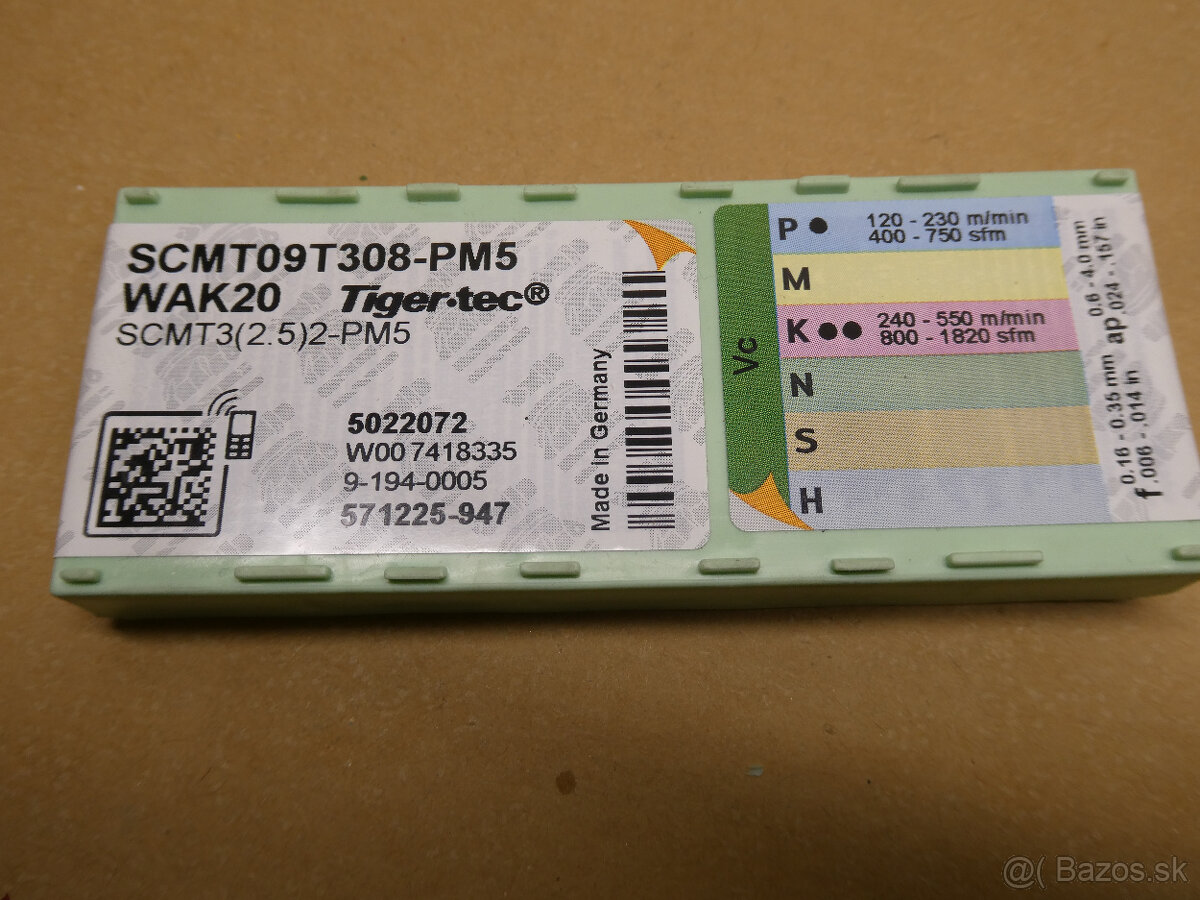 SCMT09T308-PM5
WAK20 Tiger·tec®
SCMT3(2.5)2-PM5
5022072
W00 7418335
9-194-0005
571225-947
Made in Germany
Vc
P ● 120 - 230 m/min
400 - 750 sfm
M
K ●● 240 - 550 m/min
800 - 1820 sfm
N
S
H
f 0.16 - 0.35 mm
.006 - .014 in
ap 0.6 - 4.0 mm
.024 - .157 in
@( Bazos.sk